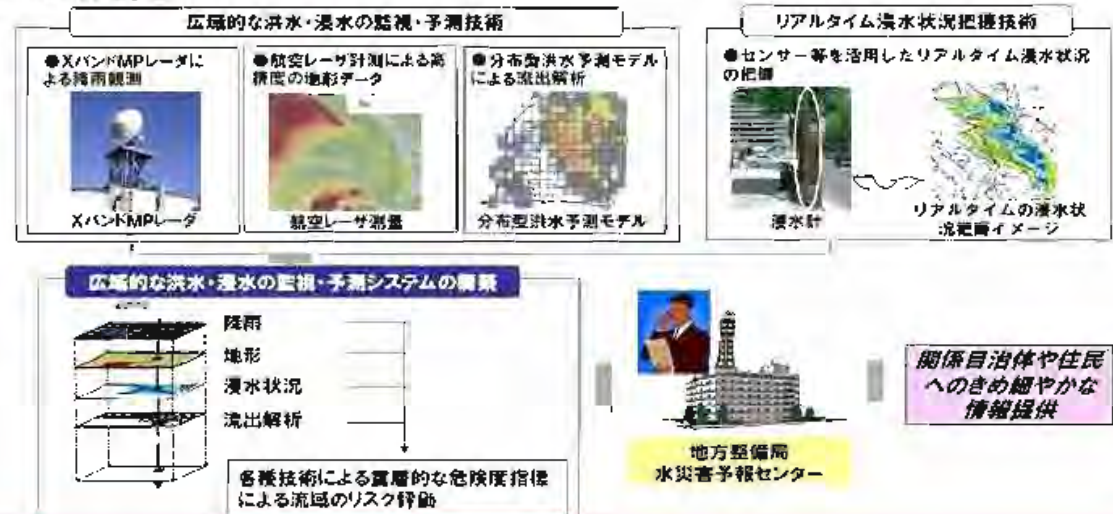 広域的な洪水・浸水の監視・予測技術
●XバンドMPレーダに
よる降雨観測
XバンドMPレーダ
●航空レーザ計測による高
精度の地形データ
航空レーザ測量
●分布型洪水予測モデル
による流出解析
分布型洪水予測モデル
リアルタイム浸水状況把握技術
●センサー等を活用したリアルタイム浸水状況
の把握
浸水計
リアルタイムの浸水状
況把握イメージ
広域的な洪水・浸水の監視・予測システムの構築
降雨
地形
浸水状況
流出解析
各種技術による重層的な危険度指標
による流域のリスク評価
地方整備局
水災害予報センター
関係自治体や住民
へのきめ細やかな
情報提供